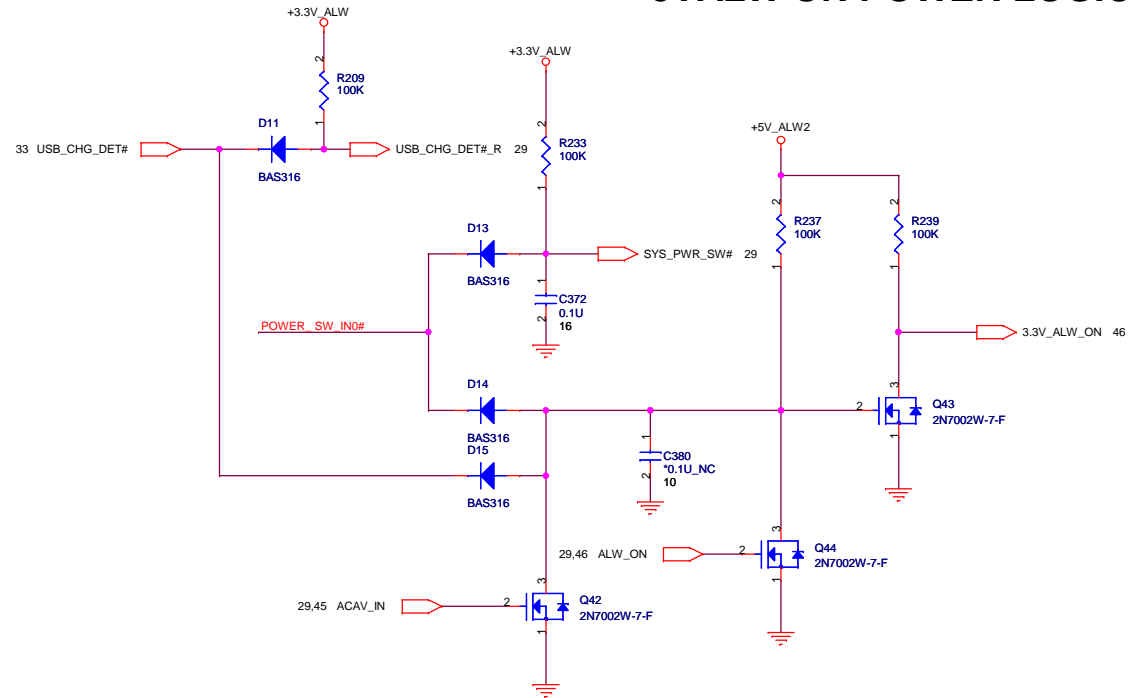 +3.3V_ALW
+3.3V_ALW
2
R209
100K
1
D11
33 USB_CHG_DET#
USB_CHG_DET#_R 29
BAS316
2
R233
100K
1
+5V_ALW2
2
R237
100K
1
2
R239
100K
1
D13
BAS316
SYS_PWR_SW# 29
1
C372
0.1U
2
16
POWER_ SW_IN0#
3.3V_ALW_ON 46
D14
BAS316
3
2
Q43
2N7002W-7-F
1
D15
BAS316
1
C380
*0.1U_NC
2
10
29,46 ALW_ON
3
2
Q44
2N7002W-7-F
1
29,45 ACAV_IN
3
2
Q42
2N7002W-7-F
1